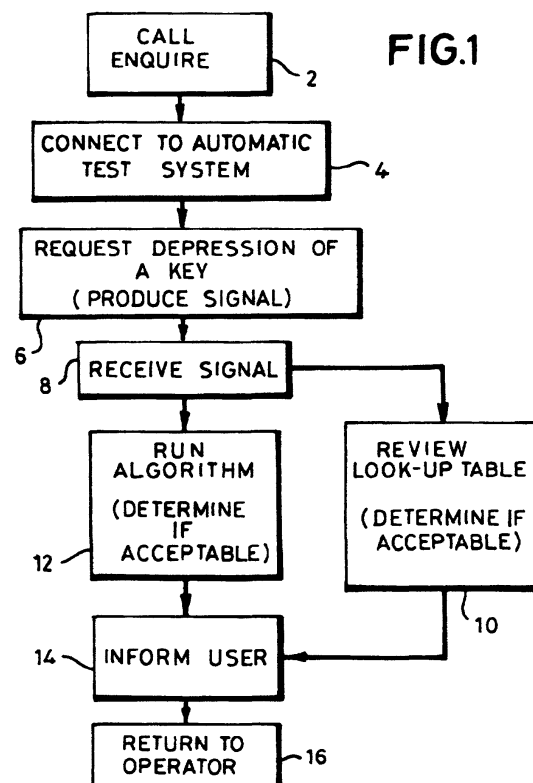 CALL
ENQUIRE
FIG.1
2
CONNECT TO AUTOMATIC
TEST SYSTEM
4
REQUEST DEPRESSION OF
A KEY
(PRODUCE SIGNAL)
6
8
RECEIVE SIGNAL
RUN
ALGORITHM
(DETERMINE
IF
ACCEPTABLE)
12
REVIEW
LOOK-UP TABLE
(DETERMINE IF
ACCEPTABLE)
10
14
INFORM USER
RETURN TO
OPERATOR
16